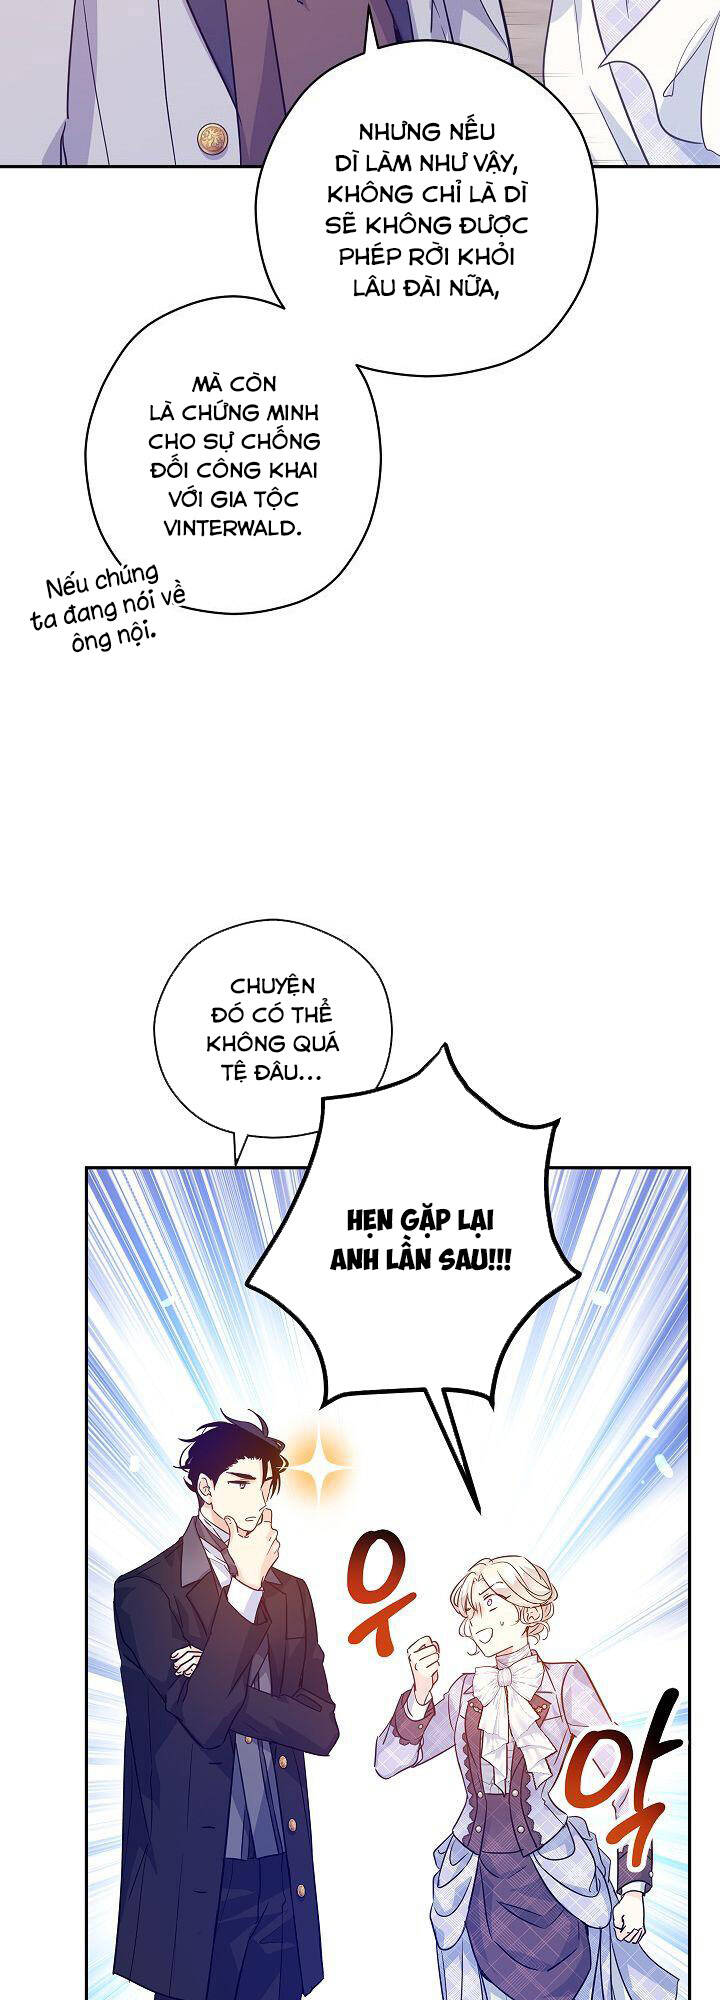 NHƯNG NẾU
DÌ LÀM NHƯ VẬY,
KHÔNG CHỈ LÀ DÌ
SẼ KHÔNG ĐƯỢC
PHÉP RỜI KHỎI
LÂU ĐÀI NỮA,
MÀ CÒN
LÀ CHỨNG MINH
CHO SỰ CHỐNG
ĐỐI CÔNG KHAI
VỚI GIA TỘC
VINTERWALD.
Nếu chúng
ta đang nói về
ông nội.
CHUYỆN
ĐÓ CÓ THỂ
KHÔNG QUÁ
TỆ ĐÂU...
HẸN GẶP LẠI
ANH LẦN SAU!!!
우
아